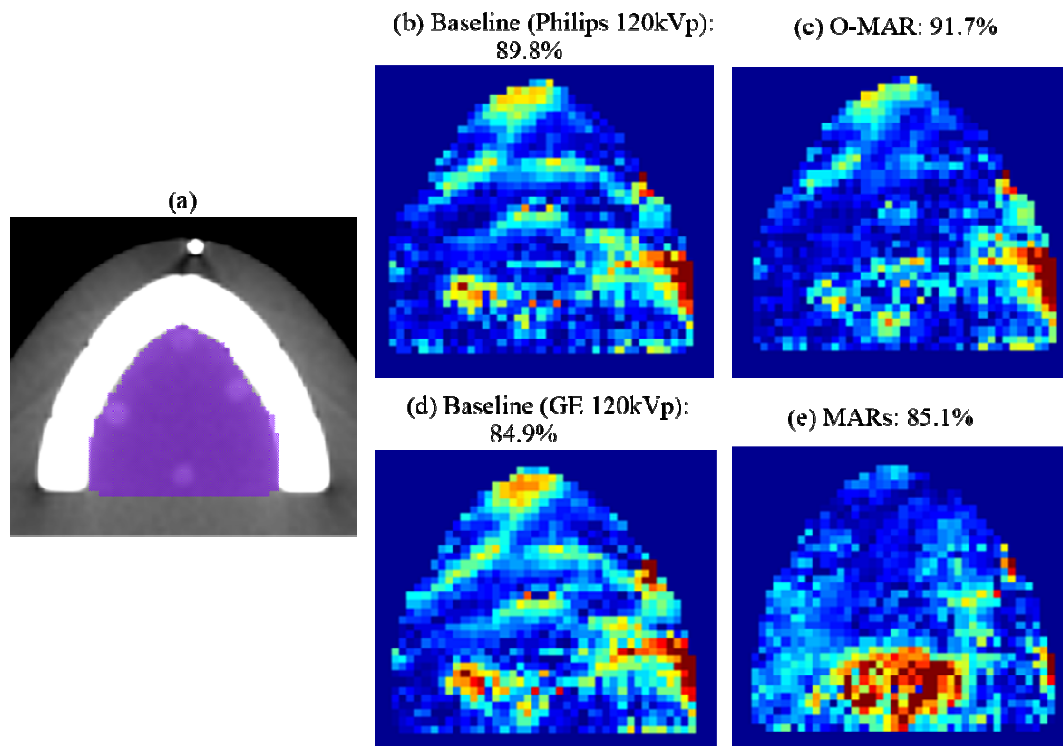 (a)
(b) Baseline (Philips 120kVp):
89.8%
(c) O-MAR: 91.7%
(d) Baseline (GE 120kVp):
84.9%
(e) MARs: 85.1%